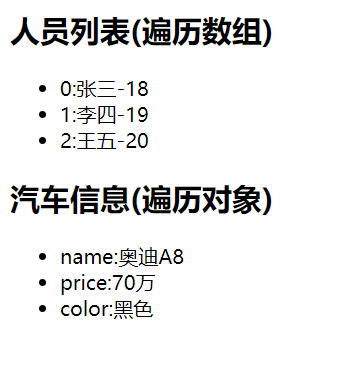 人员列表(遍历数组)
0:张三-18
1:李四-19
2:王五-20
汽车信息(遍历对象)
name:奥迪A8
price:70万
color:黑色